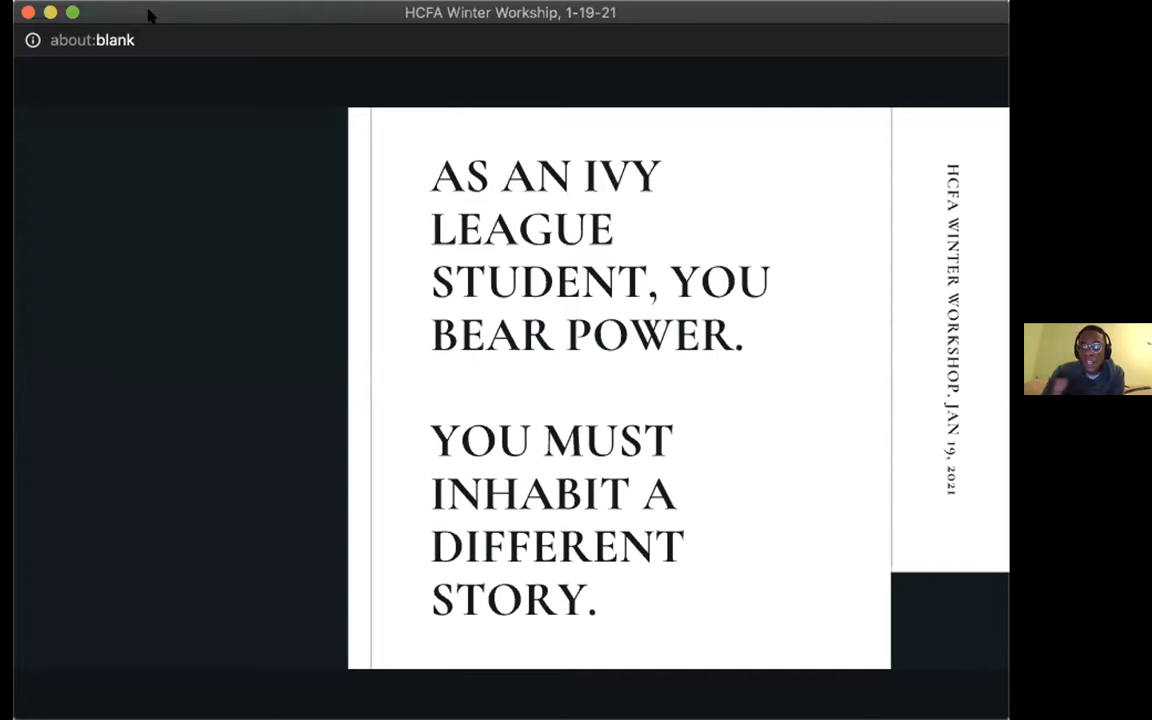 HCFA Winter Workship, 1-19-21
about:blank
AS AN IVY
LEAGUE
STUDENT, YOU
BEAR POWER.
YOU MUST
INHABIT A
DIFFERENT
STORY.
HCFA WINTER WORKSHOP, JAN 19, 2021